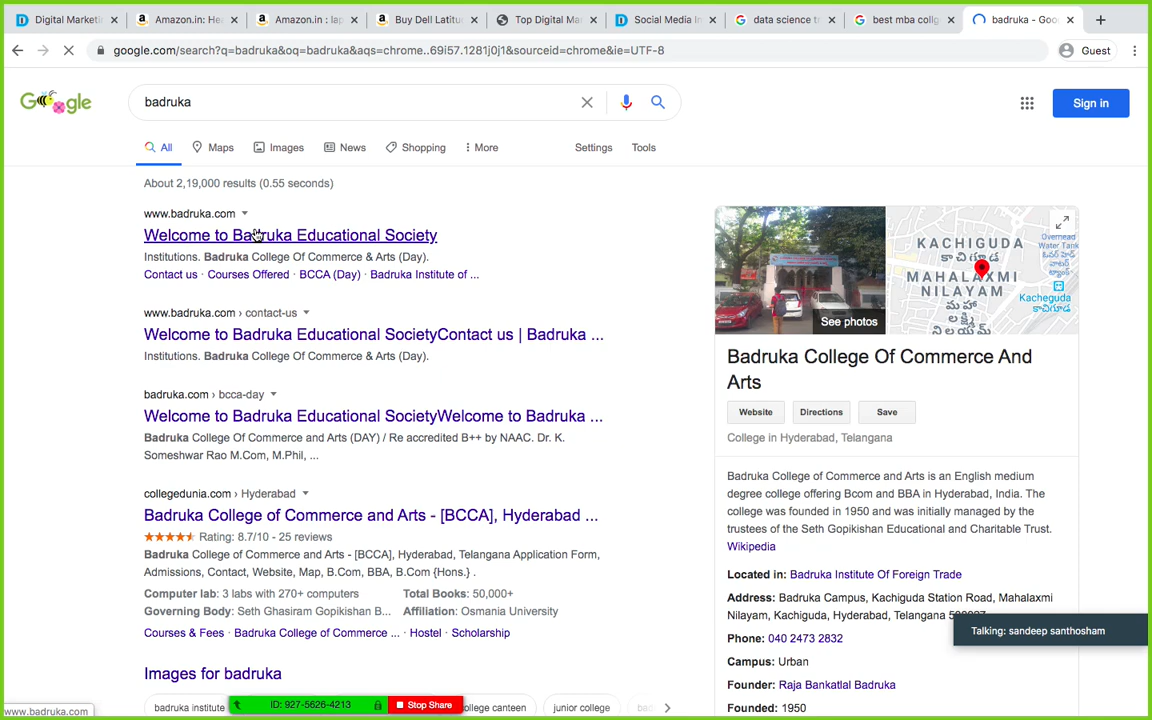 Digital Marketin
Amazon.in: Hea
Amazon.in : lap
Buy Dell Latitu
Top Digital Mar
Social Media In
data science tr
best mba colleg
badruka - Goo
google.com/search?q=badruka&oq=badruka&aqs=chrome..69i57.1281j0j1&sourceid=chrome&ie=UTF-8
Guest
badruka
Sign in
All
Maps
Images
News
Shopping
More
Settings
Tools
About 2,19,000 results (0.55 seconds)
www.badruka.com
Welcome to Badruka Educational Society
Institutions. Badruka College Of Commerce & Arts (Day).
Contact us · Courses Offered · BCCA (Day) · Badruka Institute of ...
www.badruka.com › contact-us
Welcome to Badruka Educational SocietyContact us | Badruka ...
Institutions. Badruka College Of Commerce & Arts (Day).
badruka.com › bcca-day
Welcome to Badruka Educational SocietyWelcome to Badruka ...
Badruka College Of Commerce and Arts (DAY) / Re accredited B++ by NAAC. Dr. K.
Someshwar Rao M.Com, M.Phil, ...
collegedunia.com › Hyderabad
Badruka College of Commerce and Arts - [BCCA], Hyderabad ...
Rating: 8.7/10 - 25 reviews
Badruka College of Commerce and Arts - [BCCA], Hyderabad, Telangana Application Form,
Admissions, Contact, Website, Map, B.Com, BBA, B.Com {Hons.} .
Computer lab: 3 labs with 270+ computers
Total Books: 50,000+
Governing Body: Seth Ghasiram Gopikishan B...
Affiliation: Osmania University
Courses & Fees · Badruka College of Commerce ... · Hostel · Scholarship
Images for badruka
badruka institute
ollege canteen
junior college
ID: 927-5626-4213
Stop Share
www.badruka.com
See photos
KACHIGUDA
కాచిగూడ
MAHALAXMI
NILAYAM
మహా
Overhead
Water Tank
Kacheguda
కాచిగూడ
Badruka College Of Commerce And
Arts
Website
Directions
Save
College in Hyderabad, Telangana
Badruka College of Commerce and Arts is an English medium
degree college offering Bcom and BBA in Hyderabad, India. The
college was founded in 1950 and was initially managed by the
trustees of the Seth Gopikishan Educational and Charitable Trust.
Wikipedia
Located in: Badruka Institute Of Foreign Trade
Address: Badruka Campus, Kachiguda Station Road, Mahalaxmi
Nilayam, Kachiguda, Hyderabad, Telangana
Talking: sandeep santhosham
Phone: 040 2473 2832
Campus: Urban
Founder: Raja Bankatlal Badruka
Founded: 1950